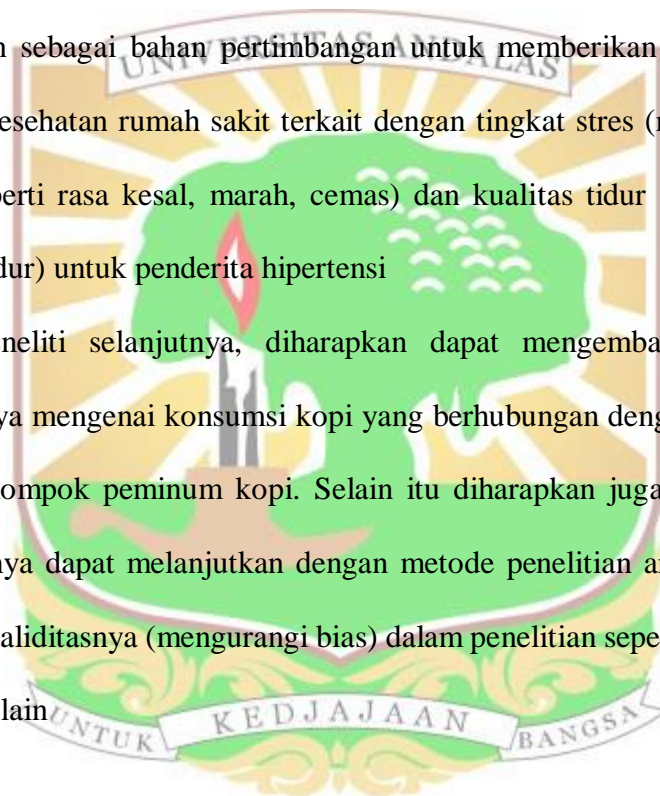 UNIVERSITAS ANDALAS
sebagai bahan pertimbangan untuk memberikan
esehatan rumah sakit terkait dengan tingkat stres (
perti rasa kesal, marah, cemas) dan kualitas tidur
dur) untuk penderita hipertensi
neliti selanjutnya, diharapkan dapat mengemba
ya mengenai konsumsi kopi yang berhubungan deng
ompok peminum kopi. Selain itu diharapkan juga
nya dapat melanjutkan dengan metode penelitian a
aliditasnya (mengurangi bias) dalam penelitian sepe
lain
UNTUK KEDJAJAAN BANGSA